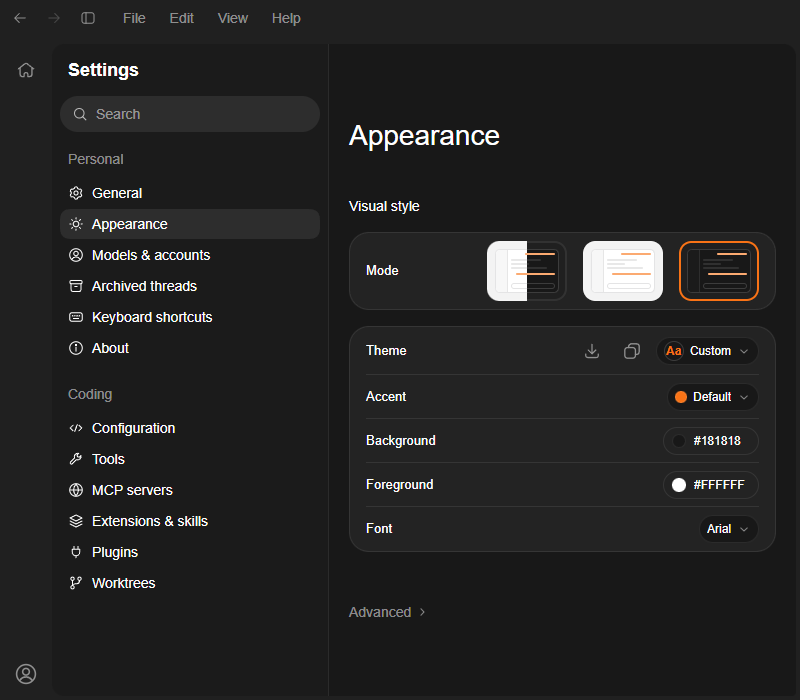 File Edit View Help
Settings
Search
Personal
General
Appearance
Models & accounts
Archived threads
Keyboard shortcuts
About
Coding
Configuration
Tools
MCP servers
Extensions & skills
Plugins
Worktrees
Appearance
Visual style
Mode
Theme Aa Custom
Accent Default
Background #181818
Foreground #FFFFFF
Font Arial
Advanced